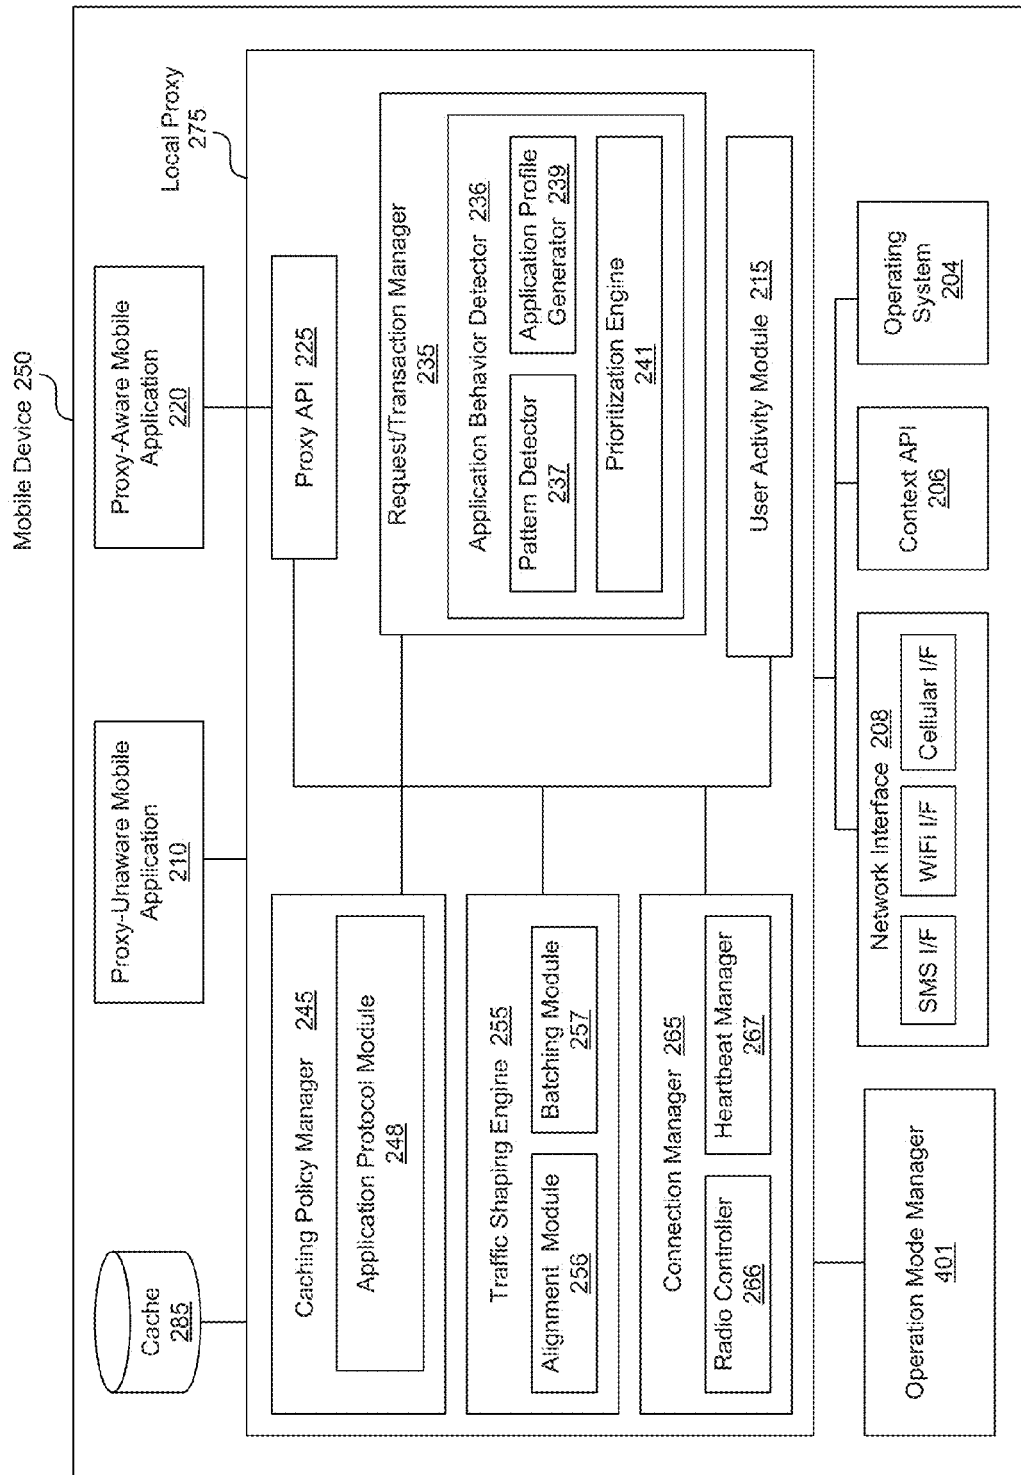 Mobile Device 250
Cache
285
Proxy-Unaware Mobile
Application
210
Proxy-Aware Mobile
Application
220
Local Proxy
275
Caching Policy Manager 245
Application Protocol Module
248
Proxy API 225
Traffic Shaping Engine 255
Alignment Module
256
Batching Module
257
Request/Transaction Manager
235
Application Behavior Detector 236
Pattern Detector
237
Application Profile
Generator 239
Prioritization Engine
241
Connection Manager 265
Radio Controller
266
Heartbeat Manager
267
User Activity Module 215
Operation Mode Manager
401
Network Interface 208
SMS I/F
WiFi I/F
Cellular I/F
Context API
206
Operating
System
204